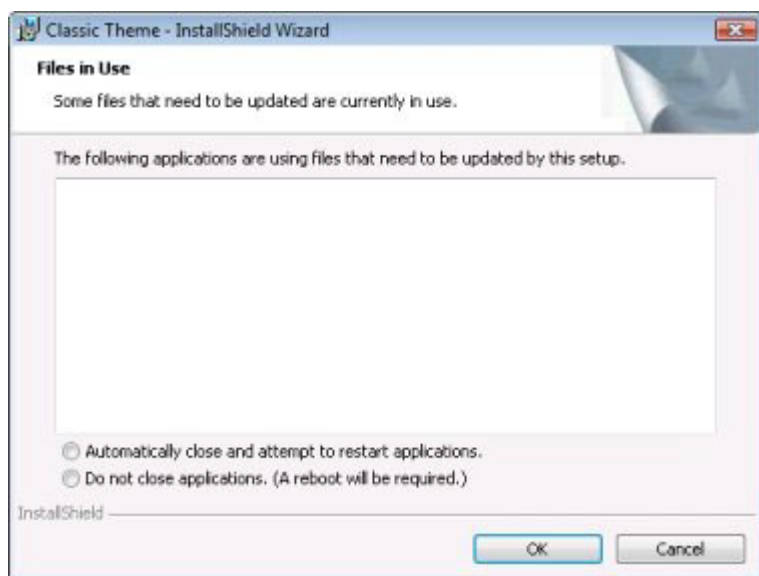 Classic Theme - InstallShield Wizard
Files in Use
Some files that need to be updated are currently in use.
The following applications are using files that need to be updated by this setup.
Automatically close and attempt to restart applications.
Do not close applications. (A reboot will be required.)
InstallShield
OK
Cancel